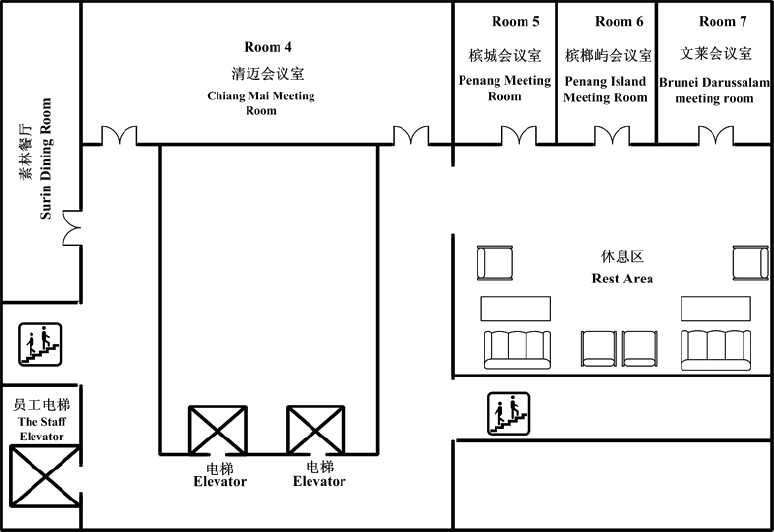 Room 4
清迈会议室
Chiang Mai Meeting
Room
Room 5
槟城会议室
Penang Meeting
Room
Room 6
槟榔屿会议室
Penang Island
Meeting Room
Room 7
文莱会议室
Brunei Darussalam
meeting room
素林餐厅
Surin Dining Room
休息区
Rest Area
员工电梯
The Staff
Elevator
电梯
Elevator
电梯
Elevator